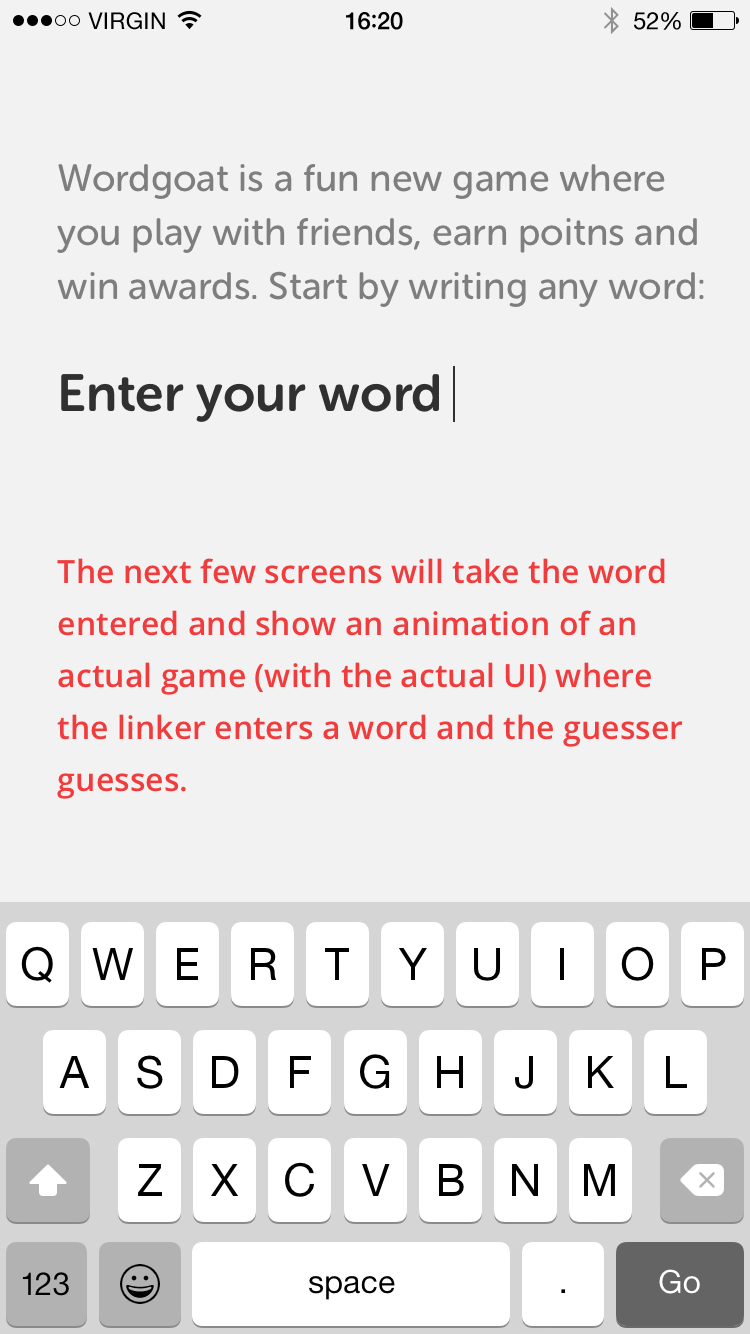 VIRGIN 16:20 52%
Wordgoat is a fun new game where
you play with friends, earn poitns and
win awards. Start by writing any word:
Enter your word
The next few screens will take the word
entered and show an animation of an
actual game (with the actual UI) where
the linker enters a word and the guesser
guesses.
Q W E R T Y U I O P
A S D F G H J K L
Z X C V B N M
123 space . Go